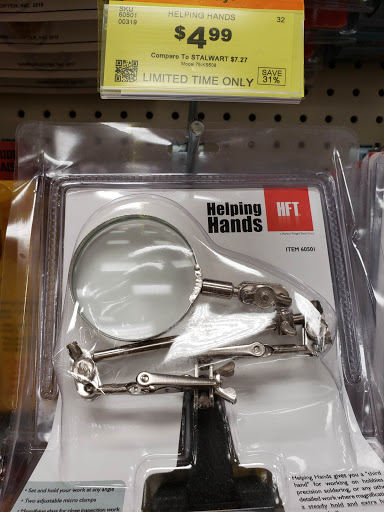 SKU
60501
00319
HELPING HANDS
32
$4.99
Compare To STALWART $7.27
LIMITED TIME ONLY
SAVE
31%
Helping
Hands
HFT
ITEM 60501
• Set and hold your work at any angle
• Two adjustable micro clamps
Helping Hands gives you a "third
hand" for working on hobbies
precision soldering, or any othe
detailed work where magnificat
a steady hold and extra